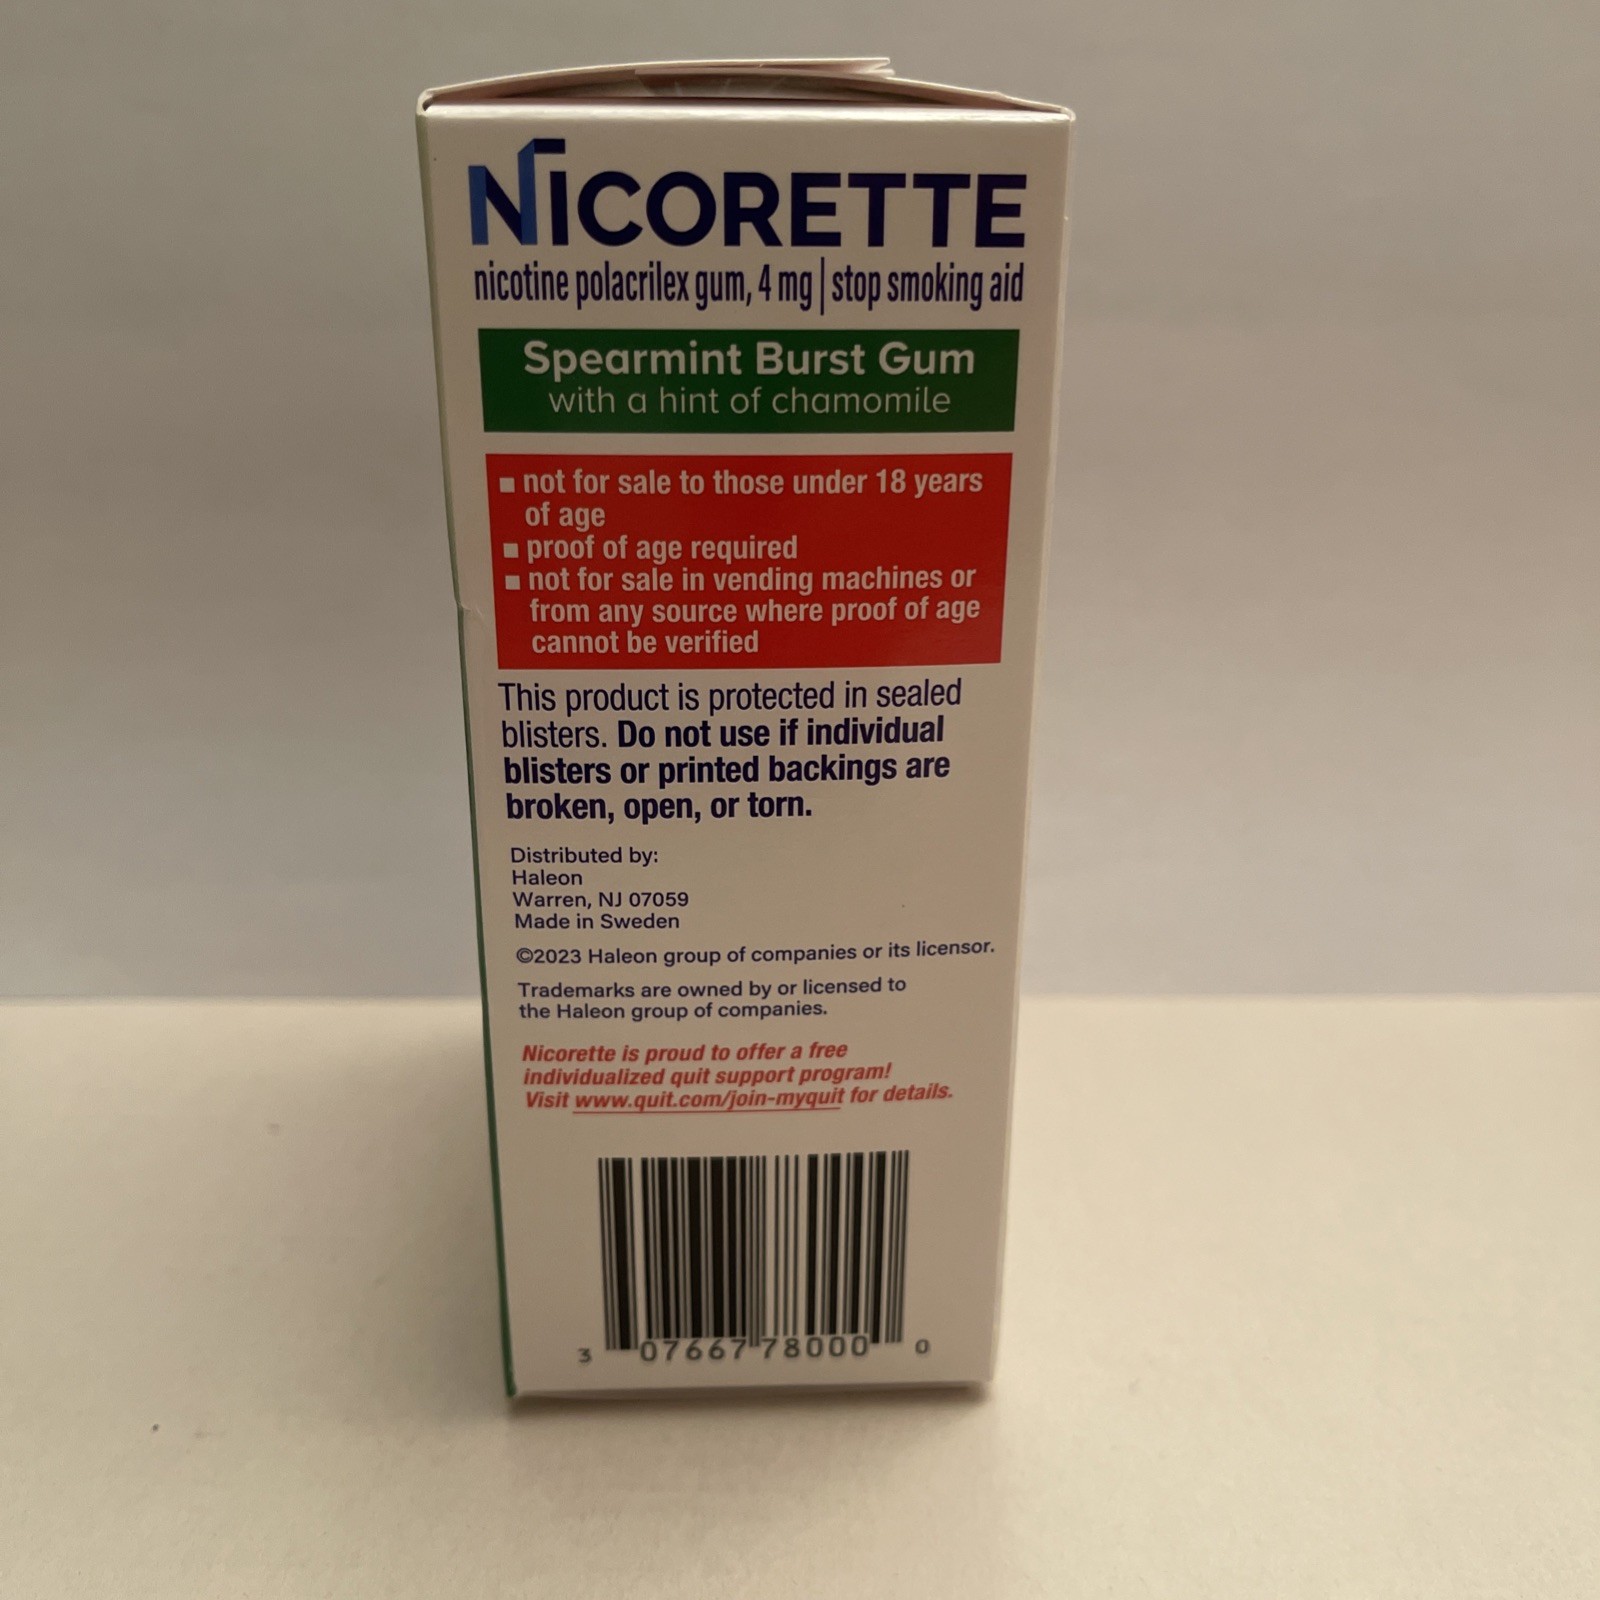 NICORETTE
nicotine polacrilex gum, 4 mg | stop smoking aid
Spearmint Burst Gum
with a hint of chamomile
▪ not for sale to those under 18 years
of age
▪ proof of age required
▪ not for sale in vending machines or
from any source where proof of age
cannot be verified
This product is protected in sealed
blisters. Do not use if individual
blisters or printed backings are
broken, open, or torn.
Distributed by:
Haleon
Warren, NJ 07059
Made in Sweden
©2023 Haleon group of companies or its licensor.
Trademarks are owned by or licensed to
the Haleon group of companies.
Nicorette is proud to offer a free
individualized quit support program!
Visit www.quit.com/join-myquit for details.
3 07667 78000 0